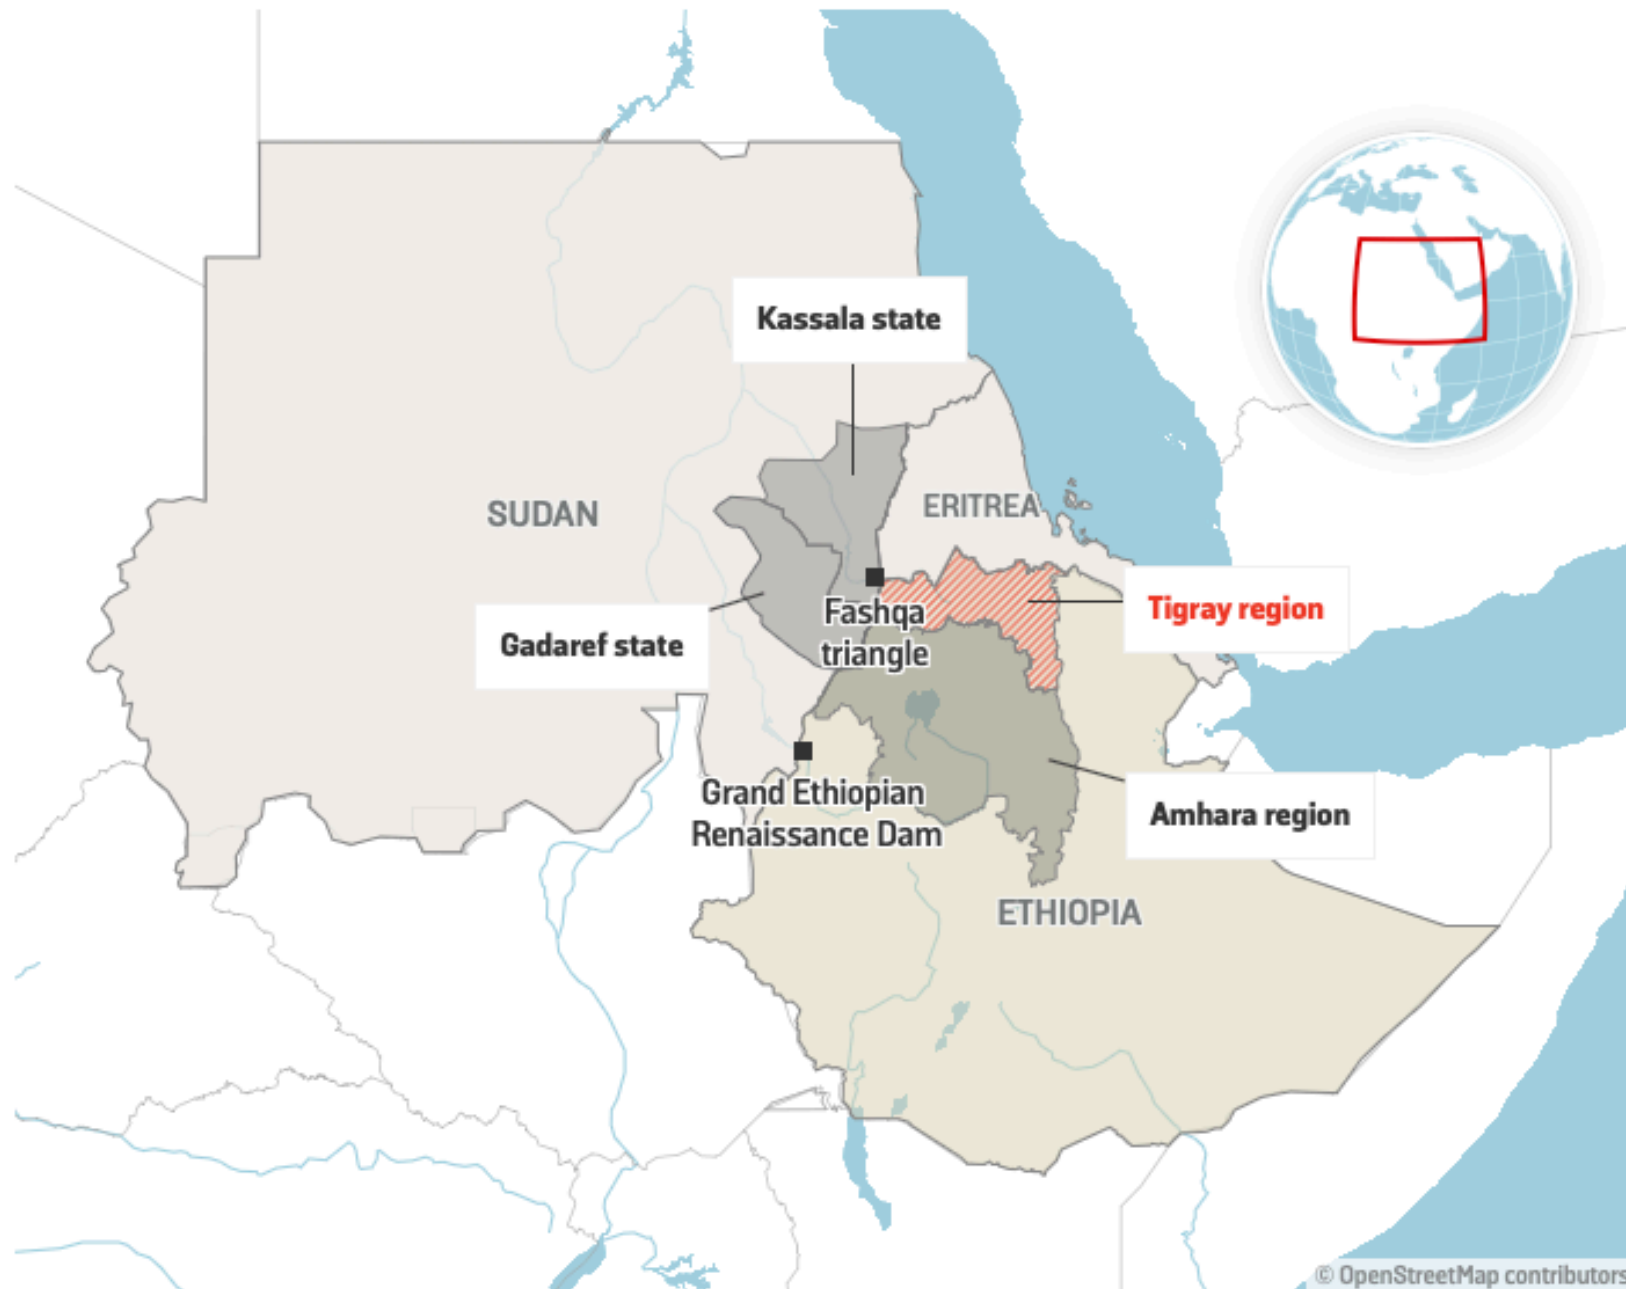 Kassala state
SUDAN
ERITREA
Fashqa
triangle
Tigray region
Gadaref state
Grand Ethiopian
Renaissance Dam
Amhara region
ETHIOPIA
© OpenStreetMap contributors